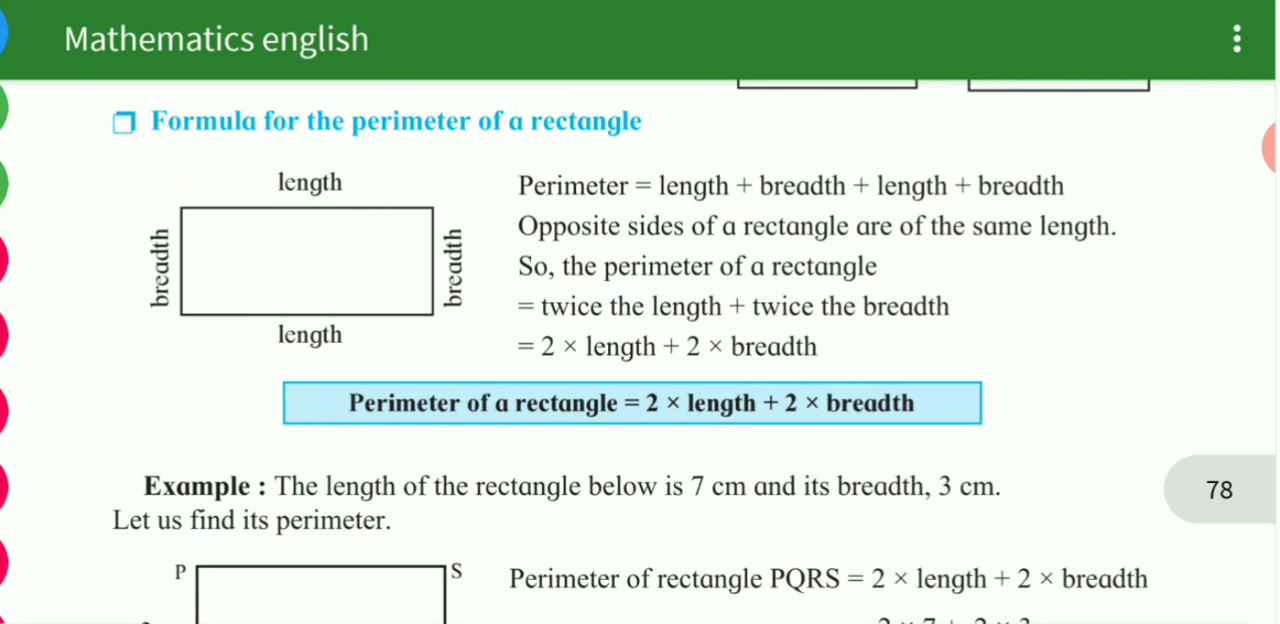 Mathematics english
Formula for the perimeter of a rectangle
length
breadth
breadth
length
Perimeter = length + breadth + length + breadth
Opposite sides of a rectangle are of the same length.
So, the perimeter of a rectangle
= twice the length + twice the breadth
= 2 × length + 2 × breadth
Perimeter of a rectangle = 2 × length + 2 × breadth
Example : The length of the rectangle below is 7 cm and its breadth, 3 cm.
Let us find its perimeter.
78
P
S
Perimeter of rectangle PQRS = 2 × length + 2 × breadth